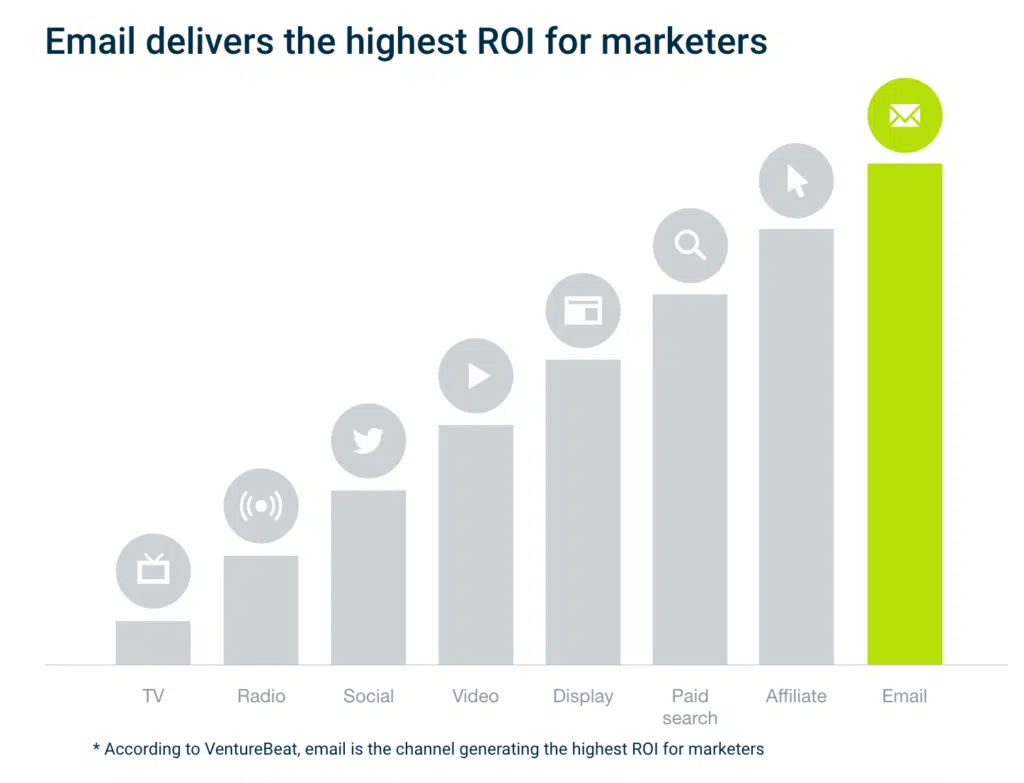 Email delivers the highest ROI for marketers
TV
Radio
Social
Video
Display
Paid
search
Affiliate
Email
* According to VentureBeat, email is the channel generating the highest ROI for marketers